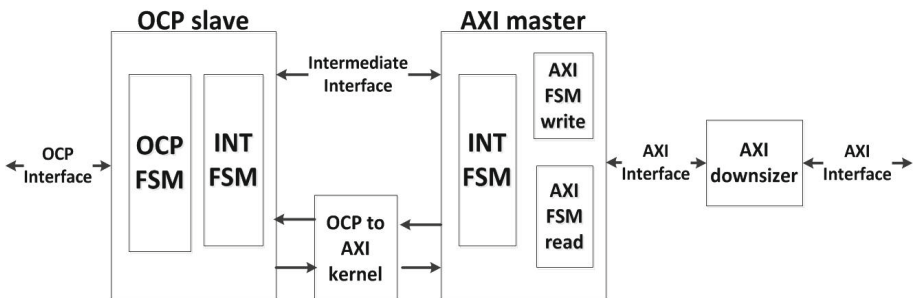 OCP slave
AXI master
OCP
Interface
OCP
FSM
INT
FSM
Intermediate
Interface
OCP to
AXI
kernel
INT
FSM
AXI
FSM
write
AXI
FSM
read
AXI
Interface
AXI
downsizer
AXI
Interface